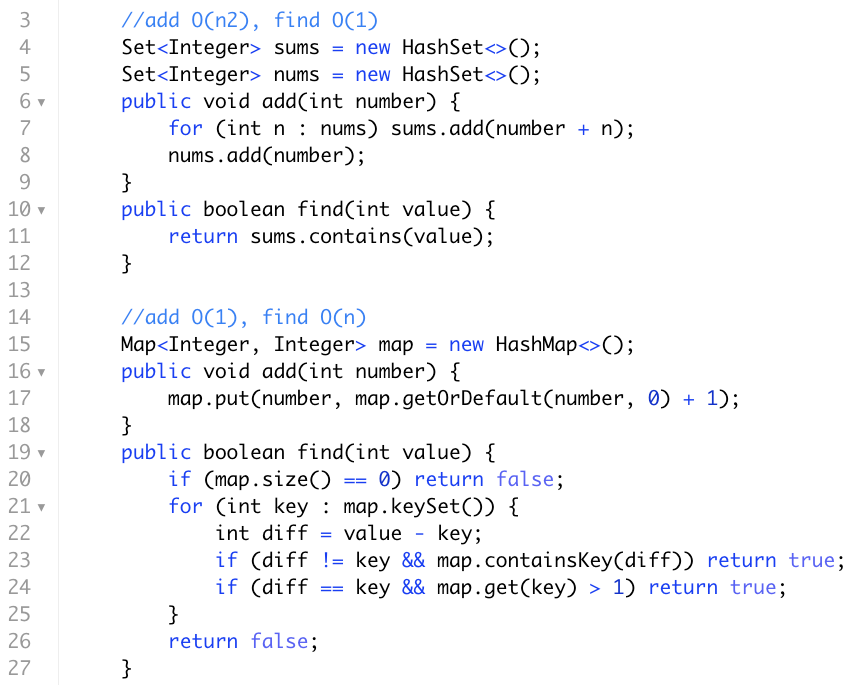 3 //add O(n2), find O(1)
4 Set<Integer> sums = new HashSet<>();
5 Set<Integer> nums = new HashSet<>();
6 public void add(int number) {
7 for (int n : nums) sums.add(number + n);
8 nums.add(number);
9 }
10 public boolean find(int value) {
11 return sums.contains(value);
12 }
13
14 //add O(1), find O(n)
15 Map<Integer, Integer> map = new HashMap<>();
16 public void add(int number) {
17 map.put(number, map.getOrDefault(number, 0) + 1);
18 }
19 public boolean find(int value) {
20 if (map.size() == 0) return false;
21 for (int key : map.keySet()) {
22 int diff = value - key;
23 if (diff != key && map.containsKey(diff)) return true;
24 if (diff == key && map.get(key) > 1) return true;
25 }
26 return false;
27 }